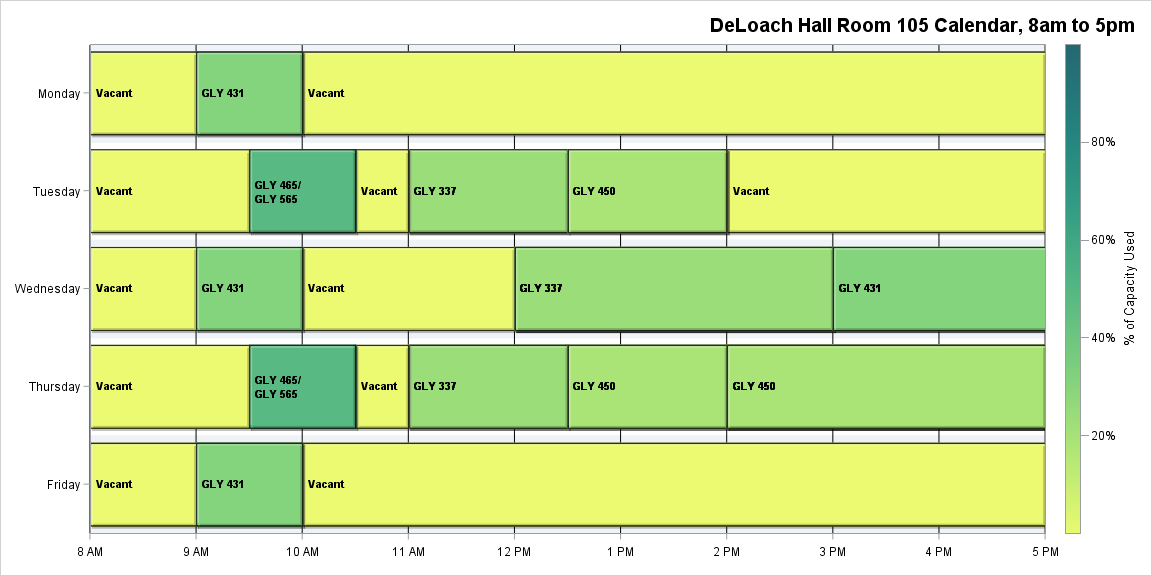 DeLoach Hall Room 105 Calendar, 8am to 5pm
Monday
Vacant
GLY 431
Vacant
Tuesday
Vacant
GLY 465/
GLY 565
Vacant
GLY 337
GLY 450
Vacant
Wednesday
Vacant
GLY 431
Vacant
GLY 337
GLY 431
Thursday
Vacant
GLY 465/
GLY 565
Vacant
GLY 337
GLY 450
GLY 450
Friday
Vacant
GLY 431
Vacant
8 AM
9 AM
10 AM
11 AM
12 PM
1 PM
2 PM
3 PM
4 PM
5 PM
80%
60%
40%
20%
% of Capacity Used